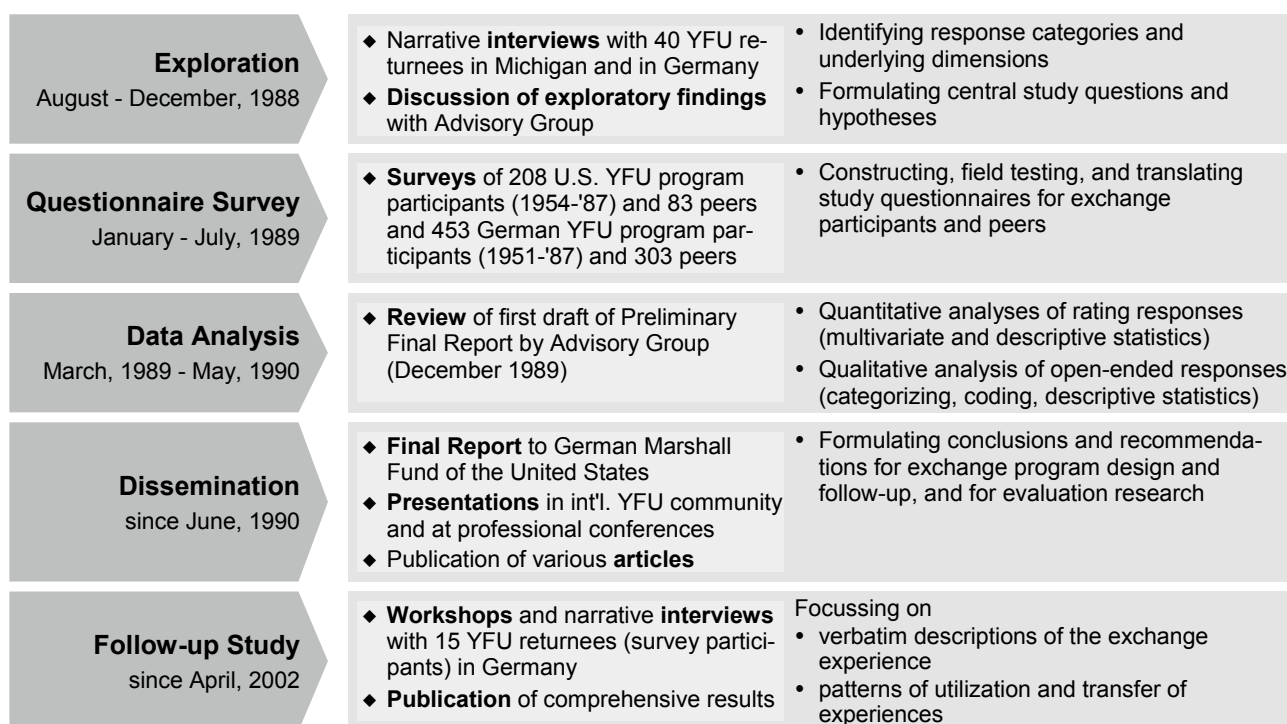 Exploration
August - December, 1988
◆ Narrative interviews with 40 YFU re-
turnees in Michigan and in Germany
◆ Discussion of exploratory findings
with Advisory Group
• Identifying response categories and
underlying dimensions
• Formulating central study questions and
hypotheses
Questionnaire Survey
January - July, 1989
◆ Surveys of 208 U.S. YFU program
participants (1954-'87) and 83 peers
and 453 German YFU program par-
ticipants (1951-'87) and 303 peers
• Constructing, field testing, and translating
study questionnaires for exchange
participants and peers
Data Analysis
March, 1989 - May, 1990
◆ Review of first draft of Preliminary
Final Report by Advisory Group
(December 1989)
• Quantitative analyses of rating responses
(multivariate and descriptive statistics)
• Qualitative analysis of open-ended responses
(categorizing, coding, descriptive statistics)
Dissemination
since June, 1990
◆ Final Report to German Marshall
Fund of the United States
◆ Presentations in int'l. YFU community
and at professional conferences
◆ Publication of various articles
• Formulating conclusions and recommenda-
tions for exchange program design and
follow-up, and for evaluation research
Follow-up Study
since April, 2002
◆ Workshops and narrative interviews
with 15 YFU returnees (survey partici-
pants) in Germany
◆ Publication of comprehensive results
Focussing on
• verbatim descriptions of the exchange
experience
• patterns of utilization and transfer of
experiences